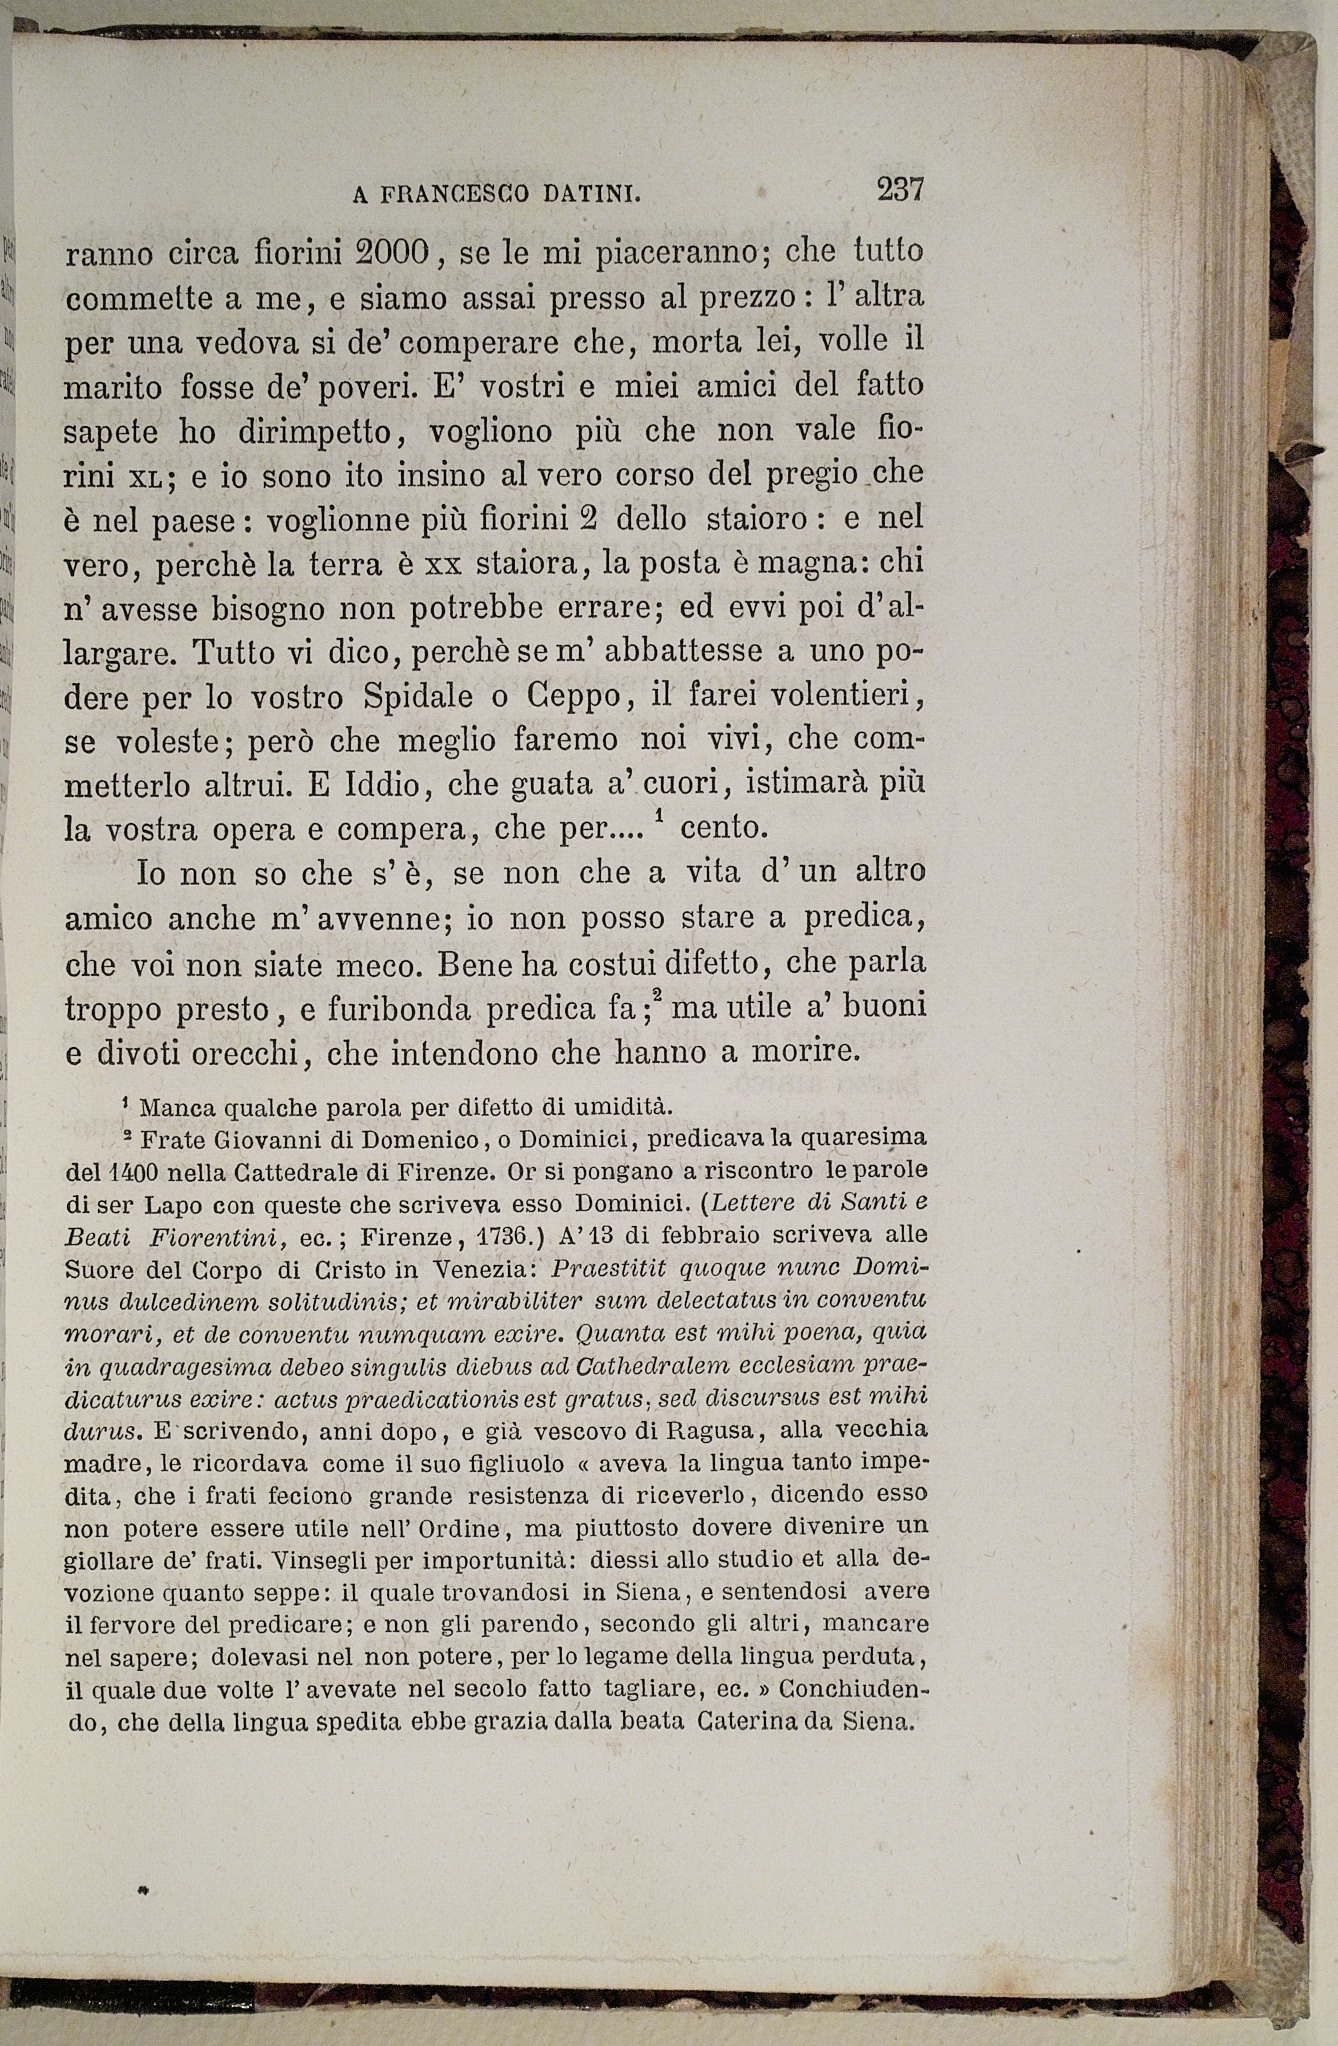 A FRANCESCO DATINI. 237
ranno circa fiorini 2000, se le mi piaceranno; che tutto
commette a me, e siamo assai presso al prezzo: l' altra
per una vedova si de' comperare che, morta lei, volle il
marito fosse de' poveri. E' vostri e miei amici del fatto
sapete ho dirimpetto, vogliono più che non vale fio-
rini XL; e io sono ito insino al vero corso del pregio che
è nel paese: voglionne più fiorini 2 dello staioro: e nel
vero, perchè la terra è xx staiora, la posta è magna: chi
n' avesse bisogno non potrebbe errare; ed evvi poi d' al-
largare. Tutto vi dico, perchè se m' abbattesse a uno po-
dere per lo vostro Spidale o Ceppo, il farei volentieri,
se voleste; però che meglio faremo noi vivi, che com-
metterlo altrui. E Iddio, che guata a' cuori, istimarà più
la vostra opera e compera, che per.... ¹ cento.
Io non so che s' è, se non che a vita d' un altro
amico anche m' avvenne; io non posso stare a predica,
che voi non siate meco. Bene ha costui difetto, che parla
troppo presto, e furibonda predica fa;² ma utile a' buoni
e divoti orecchi, che intendono che hanno a morire.
¹ Manca qualche parola per difetto di umidità.
² Frate Giovanni di Domenico, o Dominici, predicava la quaresima
del 1400 nella Cattedrale di Firenze. Or si pongano a riscontro le parole
di ser Lapo con queste che scriveva esso Dominici. (Lettere di Santi e
Beati Fiorentini, ec.; Firenze, 1736.) A' 13 di febbraio scriveva alle
Suore del Corpo di Cristo in Venezia: Praestitit quoque nunc Domi-
nus dulcedinem solitudinis; et mirabiliter sum delectatus in conventu
morari, et de conventu numquam exire. Quanta est mihi poena, quia
in quadragesima debeo singulis diebus ad Cathedralem ecclesiam prae-
dicaturus exire: actus praedicationis est gratus, sed discursus est mihi
durus. E scrivendo, anni dopo, e già vescovo di Ragusa, alla vecchia
madre, le ricordava come il suo figliuolo « aveva la lingua tanto impe-
dita, che i frati feciono grande resistenza di riceverlo, dicendo esso
non potere essere utile nell' Ordine, ma piuttosto dovere divenire un
giollare de' frati. Vinsegli per importunità: diessi allo studio et alla de-
vozione quanto seppe: il quale trovandosi in Siena, e sentendosi avere
il fervore del predicare; e non gli parendo, secondo gli altri, mancare
nel sapere; dolevasi nel non potere, per lo legame della lingua perduta,
il quale due volte l' avevate nel secolo fatto tagliare, ec. » Conchiuden-
do, che della lingua spedita ebbe grazia dalla beata Caterina da Siena.